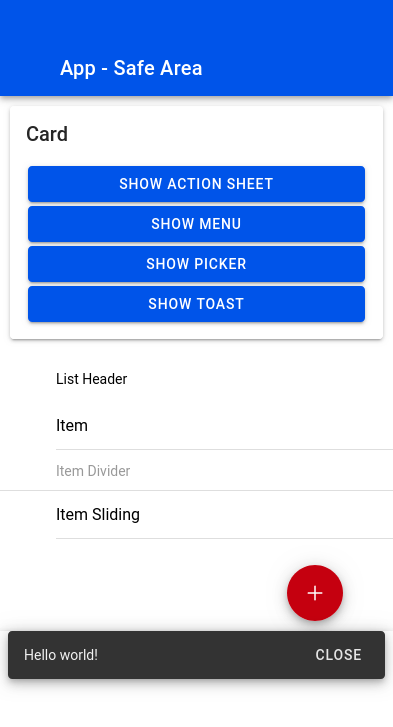 App - Safe Area
Card
SHOW ACTION SHEET
SHOW MENU
SHOW PICKER
SHOW TOAST
List Header
Item
Item Divider
Item Sliding
Hello world! CLOSE